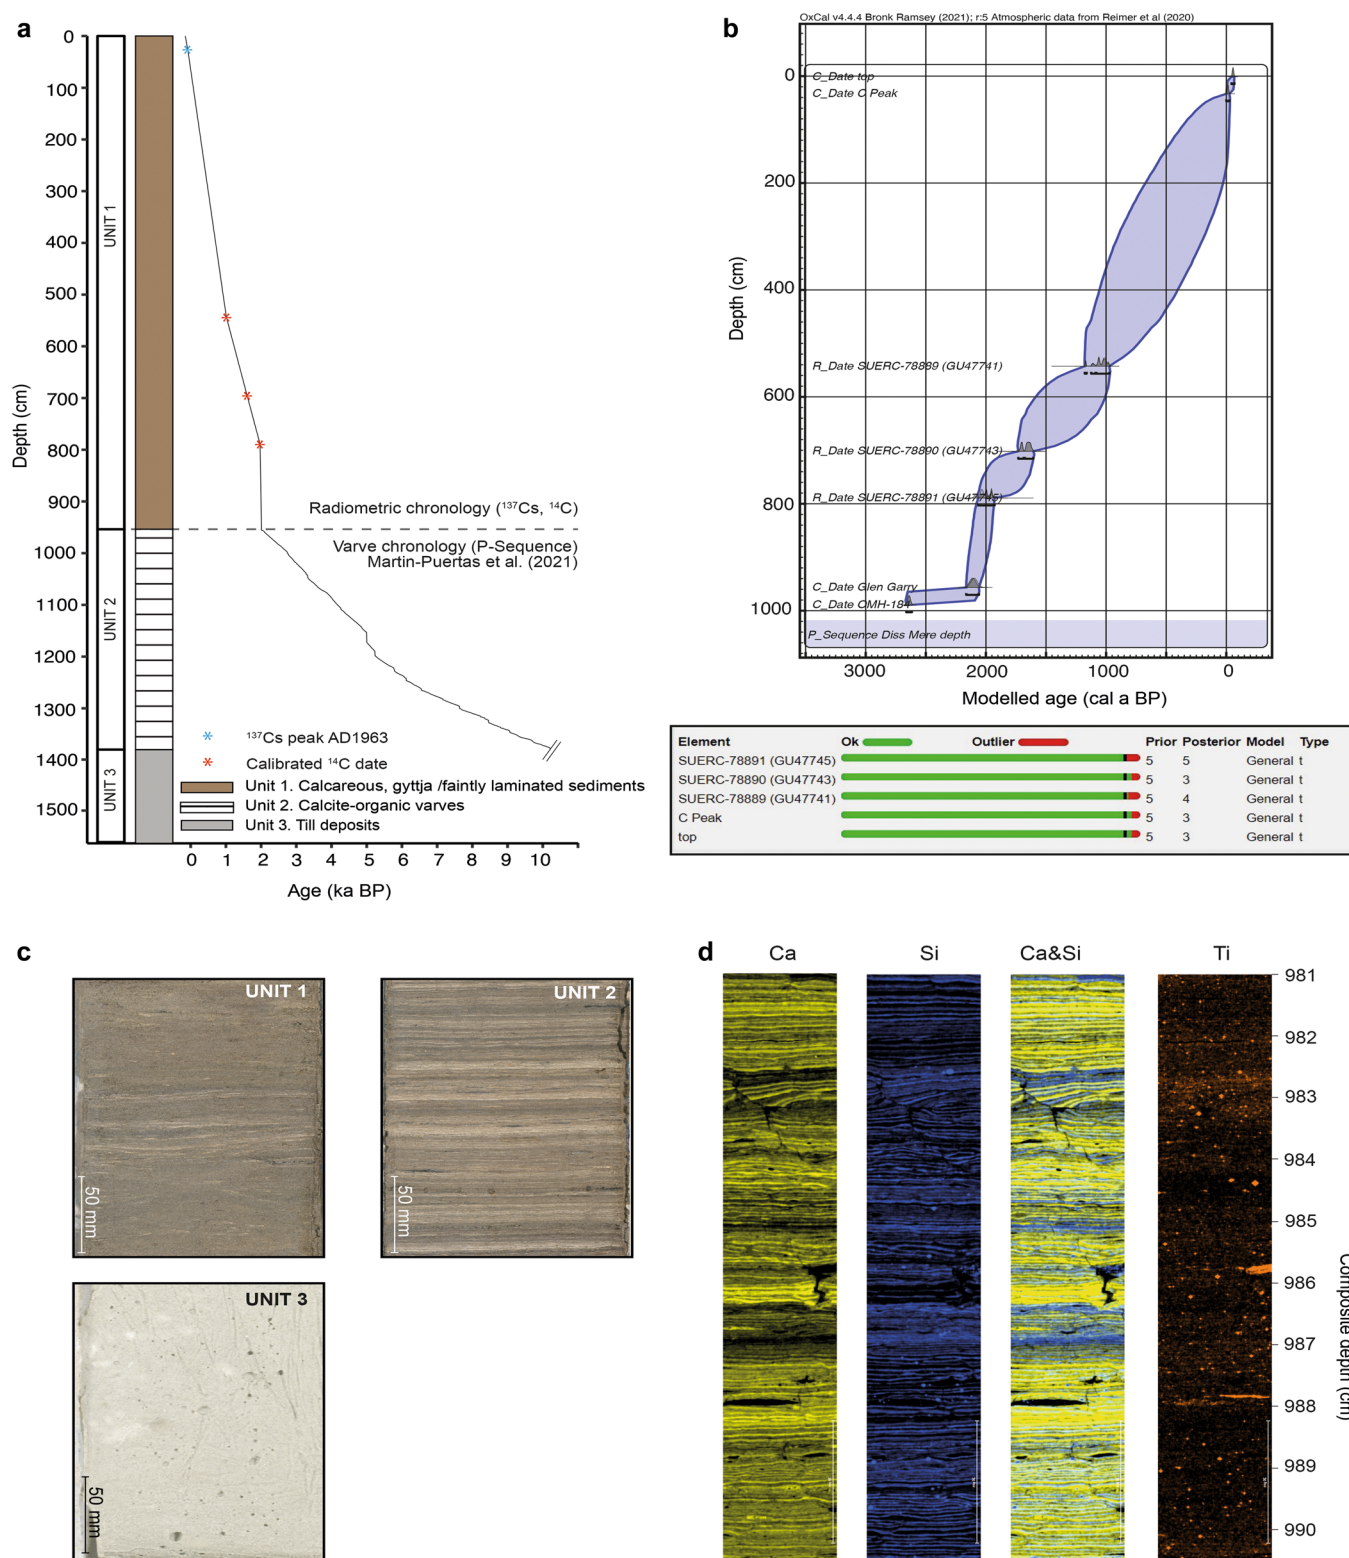 a
0
100
200
300
400
500
600
700
800
900
1000
1100
1200
1300
1400
1500
Depth (cm)
UNIT 1
UNIT 2
UNIT 3
Radiometric chronology (¹³⁷Cs, ¹⁴C)
Varve chronology (P-Sequence)
Martin-Puertas et al. (2021)
¹³⁷Cs peak AD1963
Calibrated ¹⁴C date
Unit 1. Calcareous, gyttja /faintly laminated sediments
Unit 2. Calcite-organic varves
Unit 3. Till deposits
0 1 2 3 4 5 6 7 8 9 10
Age (ka BP)
b
OxCal v4.4.4 Bronk Ramsey (2021); r:5 Atmospheric data from Reimer et al (2020)
0
200
400
600
800
1000
Depth (cm)
C_Date top
C_Date C Peak
R_Date SUERC-78889 (GU47741)
R_Date SUERC-78890 (GU47743)
R_Date SUERC-78891 (GU47745)
C_Date Glen Garry
C_Date OMH-184
P_Sequence Diss Mere depth
3000 2000 1000 0
Modelled age (cal a BP)
Element Ok Outlier Prior Posterior Model Type
SUERC-78891 (GU47745) 5 5 General t
SUERC-78890 (GU47743) 5 3 General t
SUERC-78889 (GU47741) 5 4 General t
C Peak 5 3 General t
top 5 3 General t
c
UNIT 1
50 mm
UNIT 2
50 mm
UNIT 3
50 mm
d
Ca Si Ca&Si Ti
981
982
983
984
985
986
987
988
989
990
Composite depth (cm)